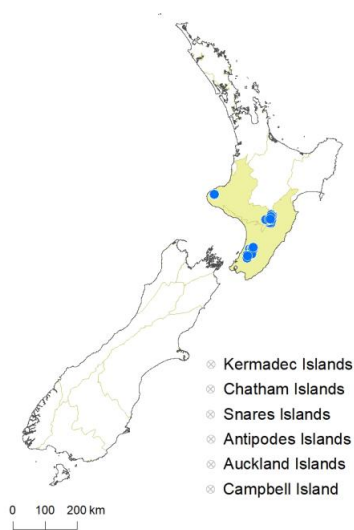 Kermadec Islands
Chatham Islands
Snares Islands
Antipodes Islands
Auckland Islands
Campbell Island
0 100 200 km